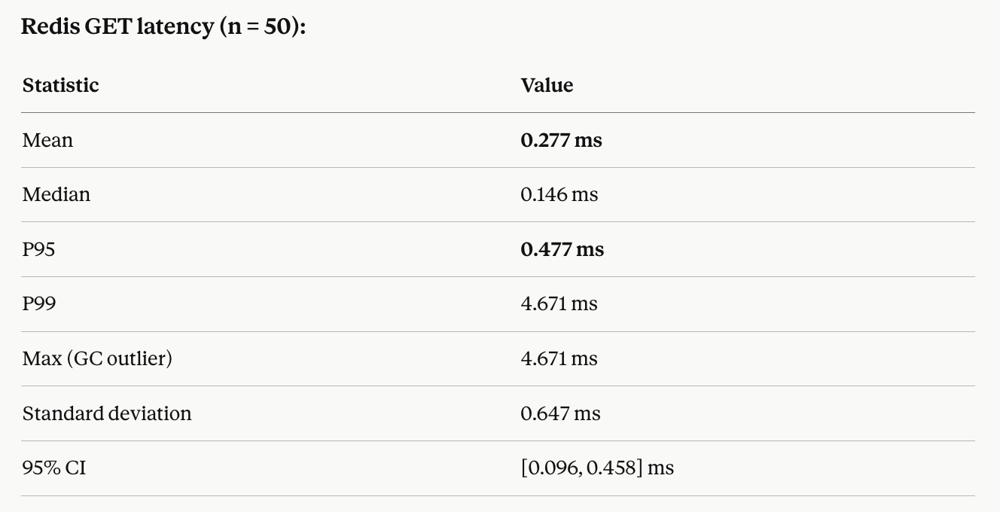 Redis GET latency (n = 50):
Statistic Value
Mean 0.277 ms
Median 0.146 ms
P95 0.477 ms
P99 4.671 ms
Max (GC outlier) 4.671 ms
Standard deviation 0.647 ms
95% CI [0.096, 0.458] ms